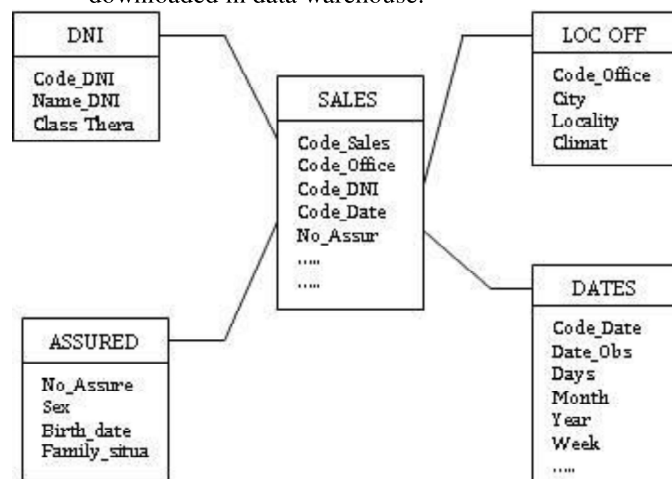 downloaded in data warehouse.
DNI
Code_DNI
Name_DNI
Class Thera
SALES
Code_Sales
Code_Office
Code_DNI
Code_Date
No_Assur
.....
.....
LOC OFF
Code_Office
City
Locality
Climat
ASSURED
No_Assure
Sex
Birth_date
Family_situa
DATES
Code_Date
Date_Obs
Days
Month
Year
Week
.....